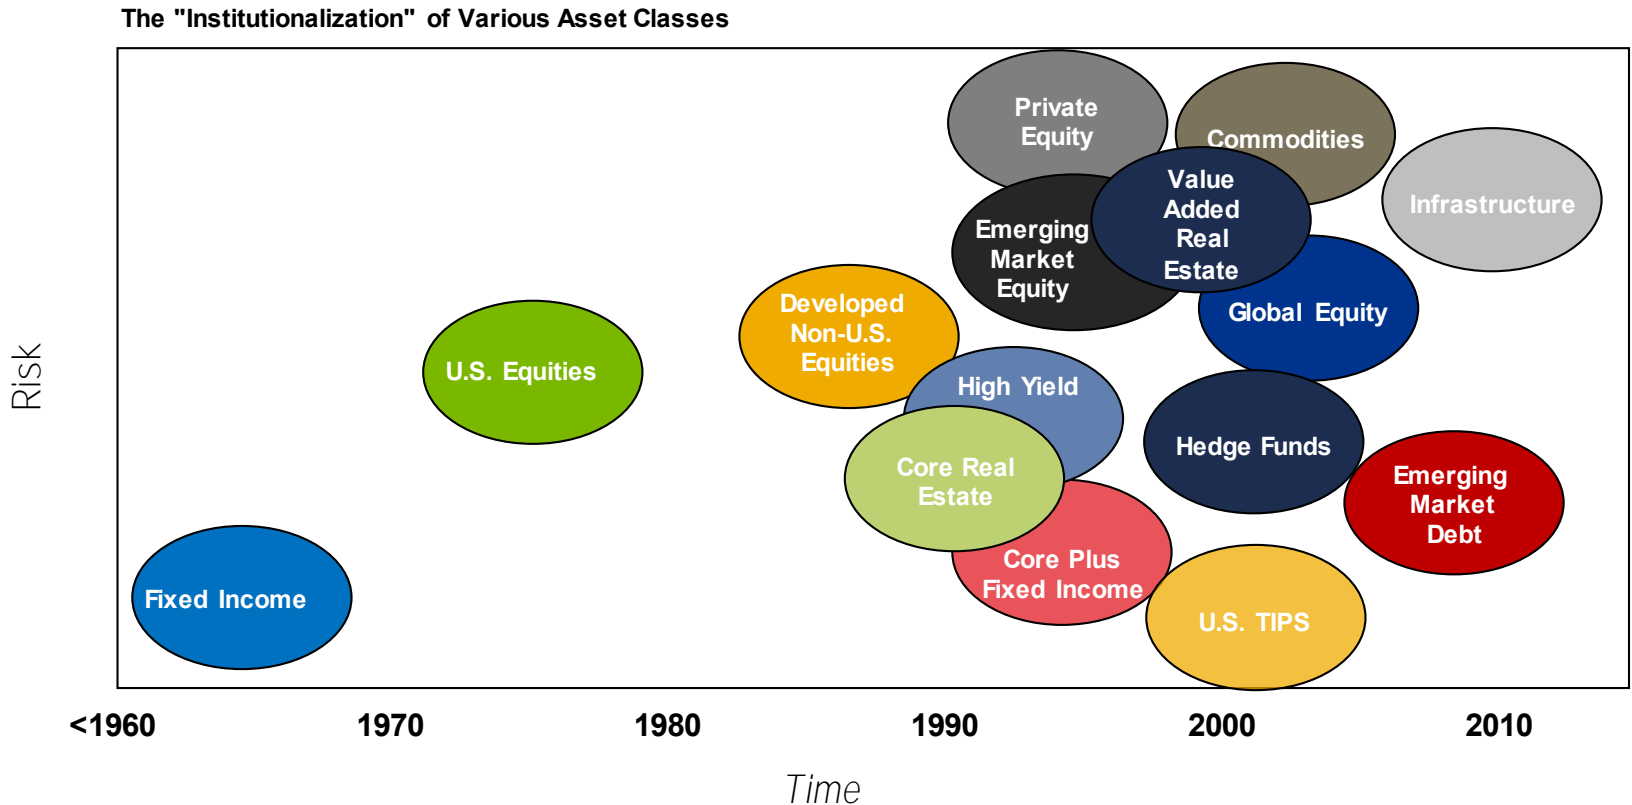 The "Institutionalization" of Various Asset Classes
Private
Equity
Commodities
Value
Added
Real
Estate
Infrastructure
Emerging
Market
Equity
Developed
Non-U.S.
Equities
Global Equity
U.S. Equities
High Yield
Hedge Funds
Core Real
Estate
Emerging
Market
Debt
Core Plus
Fixed Income
Fixed Income
U.S. TIPS
Risk
<1960
1970
1980
1990
2000
2010
Time